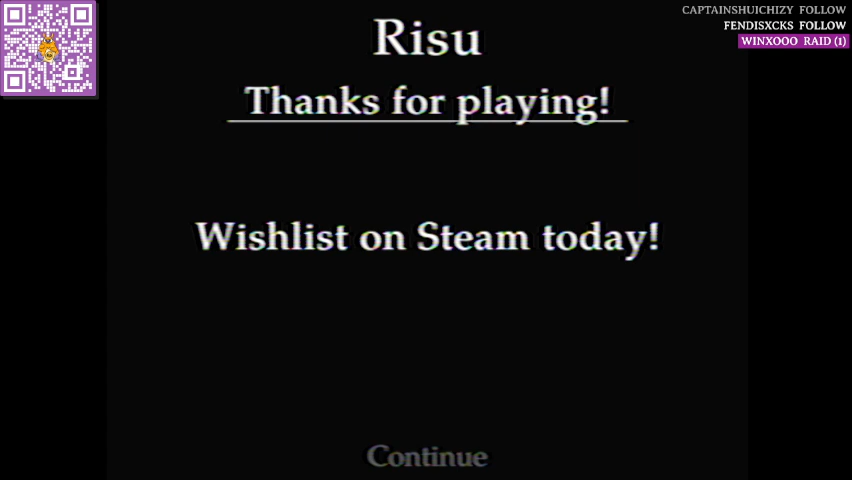 CAPTAINSHUICHIZY FOLLOW
FENDISXCKS FOLLOW
WINXOOO RAID (1)
Risu
Thanks for playing!
Wishlist on Steam today!
Continue